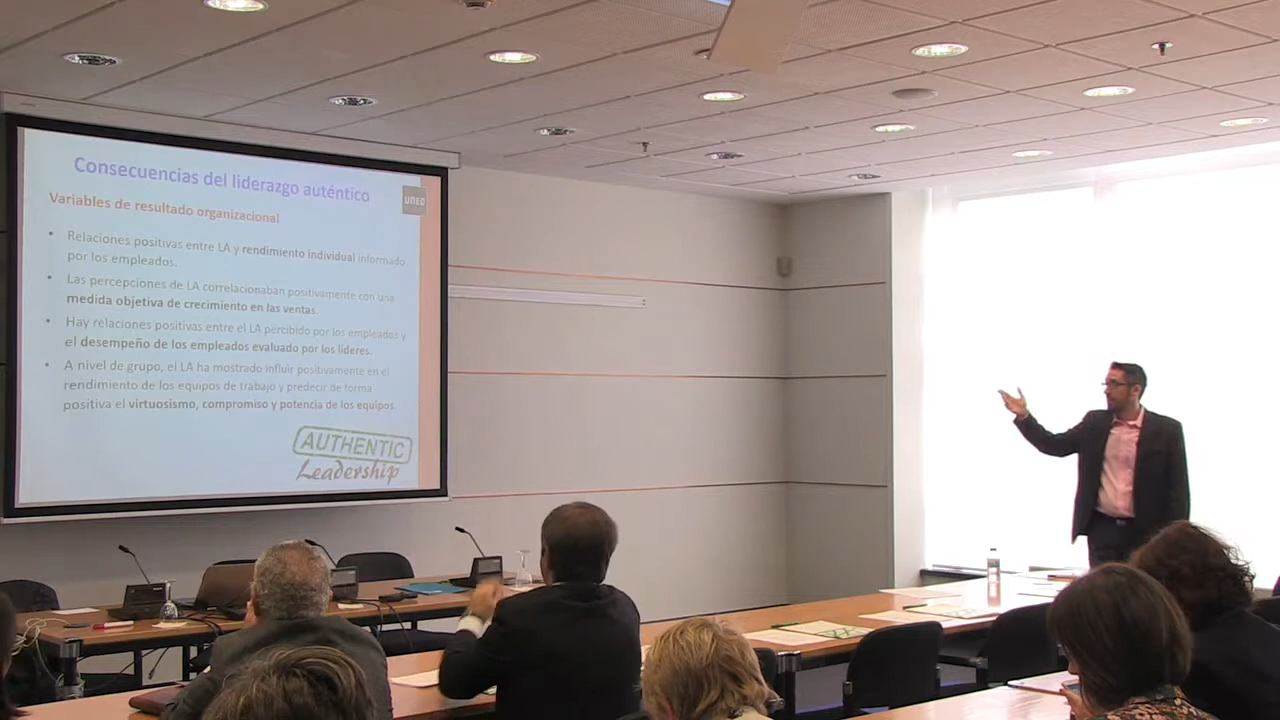 Consecuencias del liderazgo auténtico
UNED
Variables de resultado organizacional
• Relaciones positivas entre LA y rendimiento individual informado
por los empleados.
• Las percepciones de LA correlacionaban positivamente con una
medida objetiva de crecimiento en las ventas.
• Hay relaciones positivas entre el LA percibido por los empleados y
el desempeño de los empleados evaluado por los líderes.
• A nivel de grupo, el LA ha mostrado influir positivamente en el
rendimiento de los equipos de trabajo y predecir de forma
positiva el virtuosismo, compromiso y potencia de los equipos.
AUTHENTIC
Leadership